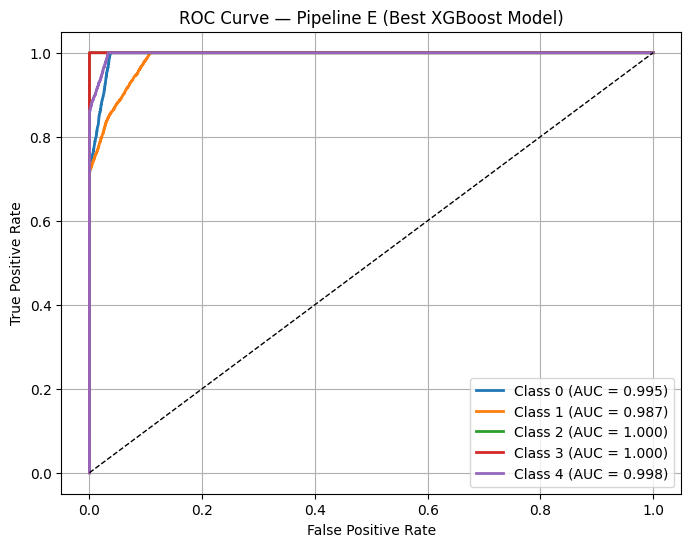 ROC Curve — Pipeline E (Best XGBoost Model)
True Positive Rate
1.0
0.8
0.6
0.4
0.2
0.0
Class 0 (AUC = 0.995)
Class 1 (AUC = 0.987)
Class 2 (AUC = 1.000)
Class 3 (AUC = 1.000)
Class 4 (AUC = 0.998)
0.0 0.2 0.4 0.6 0.8 1.0
False Positive Rate